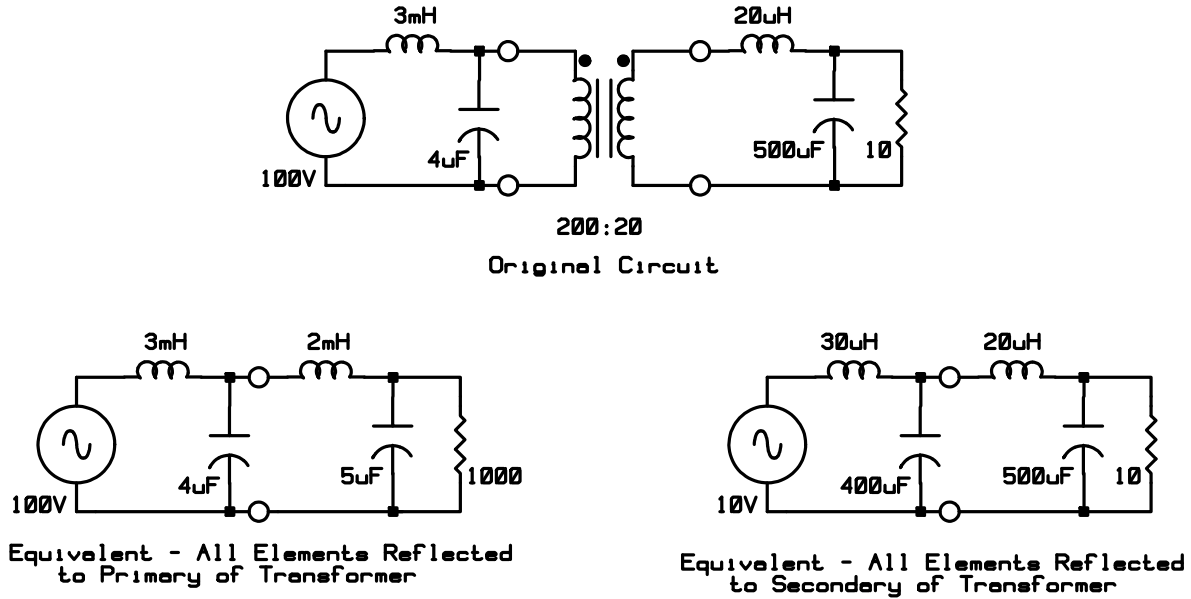 3mH
20uH
4uF
500uF
10
100V
200:20
Original Circuit
3mH
2mH
4uF
5uF
1000
100V
Equivalent - All Elements Reflected
to Primary of Transformer
30uH
20uH
400uF
500uF
10
10V
Equivalent - All Elements Reflected
to Secondary of Transformer